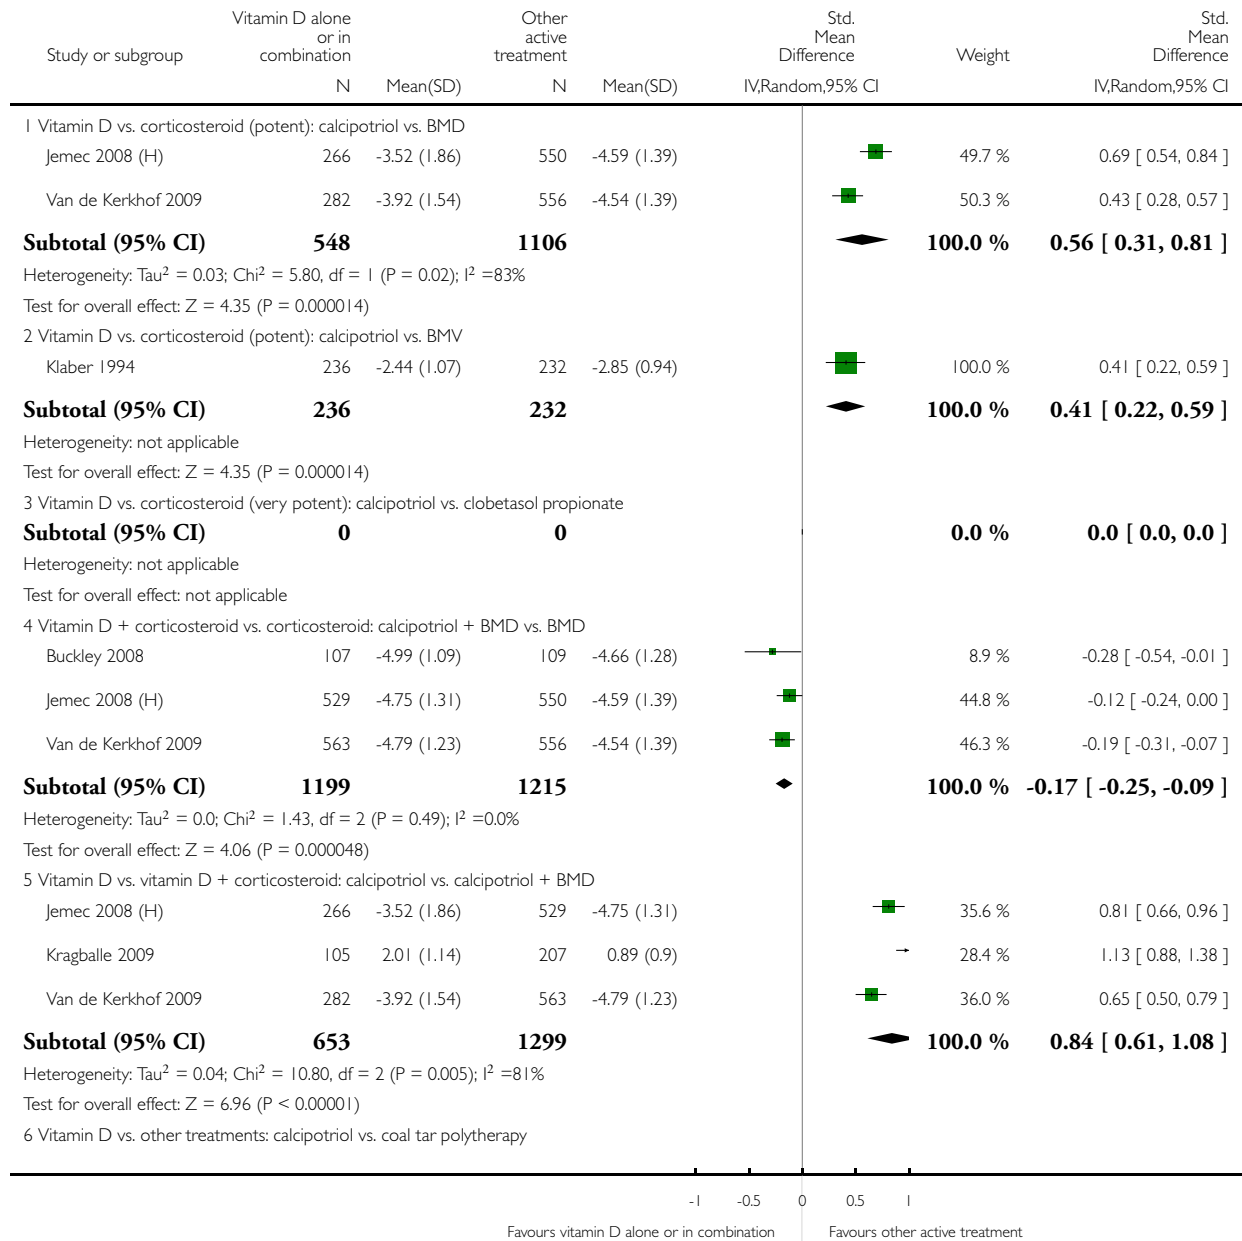 Vitamin D alone Other Std. Std.
or in active Mean Mean
Study or subgroup combination treatment Difference Weight Difference
N Mean(SD) N Mean(SD) IV,Random,95% CI IV,Random,95% CI
1 Vitamin D vs. corticosteroid (potent): calcipotriol vs. BMD
Jemec 2008 (H) 266 -3.52 (1.86) 550 -4.59 (1.39) 49.7 % 0.69 [ 0.54, 0.84 ]
Van de Kerkhof 2009 282 -3.92 (1.54) 556 -4.54 (1.39) 50.3 % 0.43 [ 0.28, 0.57 ]
Subtotal (95% CI) 548 1106 100.0 % 0.56 [ 0.31, 0.81 ]
Heterogeneity: Tau² = 0.03; Chi² = 5.80, df = 1 (P = 0.02); I² =83%
Test for overall effect: Z = 4.35 (P = 0.000014)
2 Vitamin D vs. corticosteroid (potent): calcipotriol vs. BMV
Klaber 1994 236 -2.44 (1.07) 232 -2.85 (0.94) 100.0 % 0.41 [ 0.22, 0.59 ]
Subtotal (95% CI) 236 232 100.0 % 0.41 [ 0.22, 0.59 ]
Heterogeneity: not applicable
Test for overall effect: Z = 4.35 (P = 0.000014)
3 Vitamin D vs. corticosteroid (very potent): calcipotriol vs. clobetasol propionate
Subtotal (95% CI) 0 0 0.0 % 0.0 [ 0.0, 0.0 ]
Heterogeneity: not applicable
Test for overall effect: not applicable
4 Vitamin D + corticosteroid vs. corticosteroid: calcipotriol + BMD vs. BMD
Buckley 2008 107 -4.99 (1.09) 109 -4.66 (1.28) 8.9 % -0.28 [ -0.54, -0.01 ]
Jemec 2008 (H) 529 -4.75 (1.31) 550 -4.59 (1.39) 44.8 % -0.12 [ -0.24, 0.00 ]
Van de Kerkhof 2009 563 -4.79 (1.23) 556 -4.54 (1.39) 46.3 % -0.19 [ -0.31, -0.07 ]
Subtotal (95% CI) 1199 1215 100.0 % -0.17 [ -0.25, -0.09 ]
Heterogeneity: Tau² = 0.0; Chi² = 1.43, df = 2 (P = 0.49); I² =0.0%
Test for overall effect: Z = 4.06 (P = 0.000048)
5 Vitamin D vs. vitamin D + corticosteroid: calcipotriol vs. calcipotriol + BMD
Jemec 2008 (H) 266 -3.52 (1.86) 529 -4.75 (1.31) 35.6 % 0.81 [ 0.66, 0.96 ]
Kragballe 2009 105 2.01 (1.14) 207 0.89 (0.9) 28.4 % 1.13 [ 0.88, 1.38 ]
Van de Kerkhof 2009 282 -3.92 (1.54) 563 -4.79 (1.23) 36.0 % 0.65 [ 0.50, 0.79 ]
Subtotal (95% CI) 653 1299 100.0 % 0.84 [ 0.61, 1.08 ]
Heterogeneity: Tau² = 0.04; Chi² = 10.80, df = 2 (P = 0.005); I² =81%
Test for overall effect: Z = 6.96 (P < 0.00001)
6 Vitamin D vs. other treatments: calcipotriol vs. coal tar polytherapy
-1 -0.5 0 0.5 1
Favours vitamin D alone or in combination Favours other active treatment